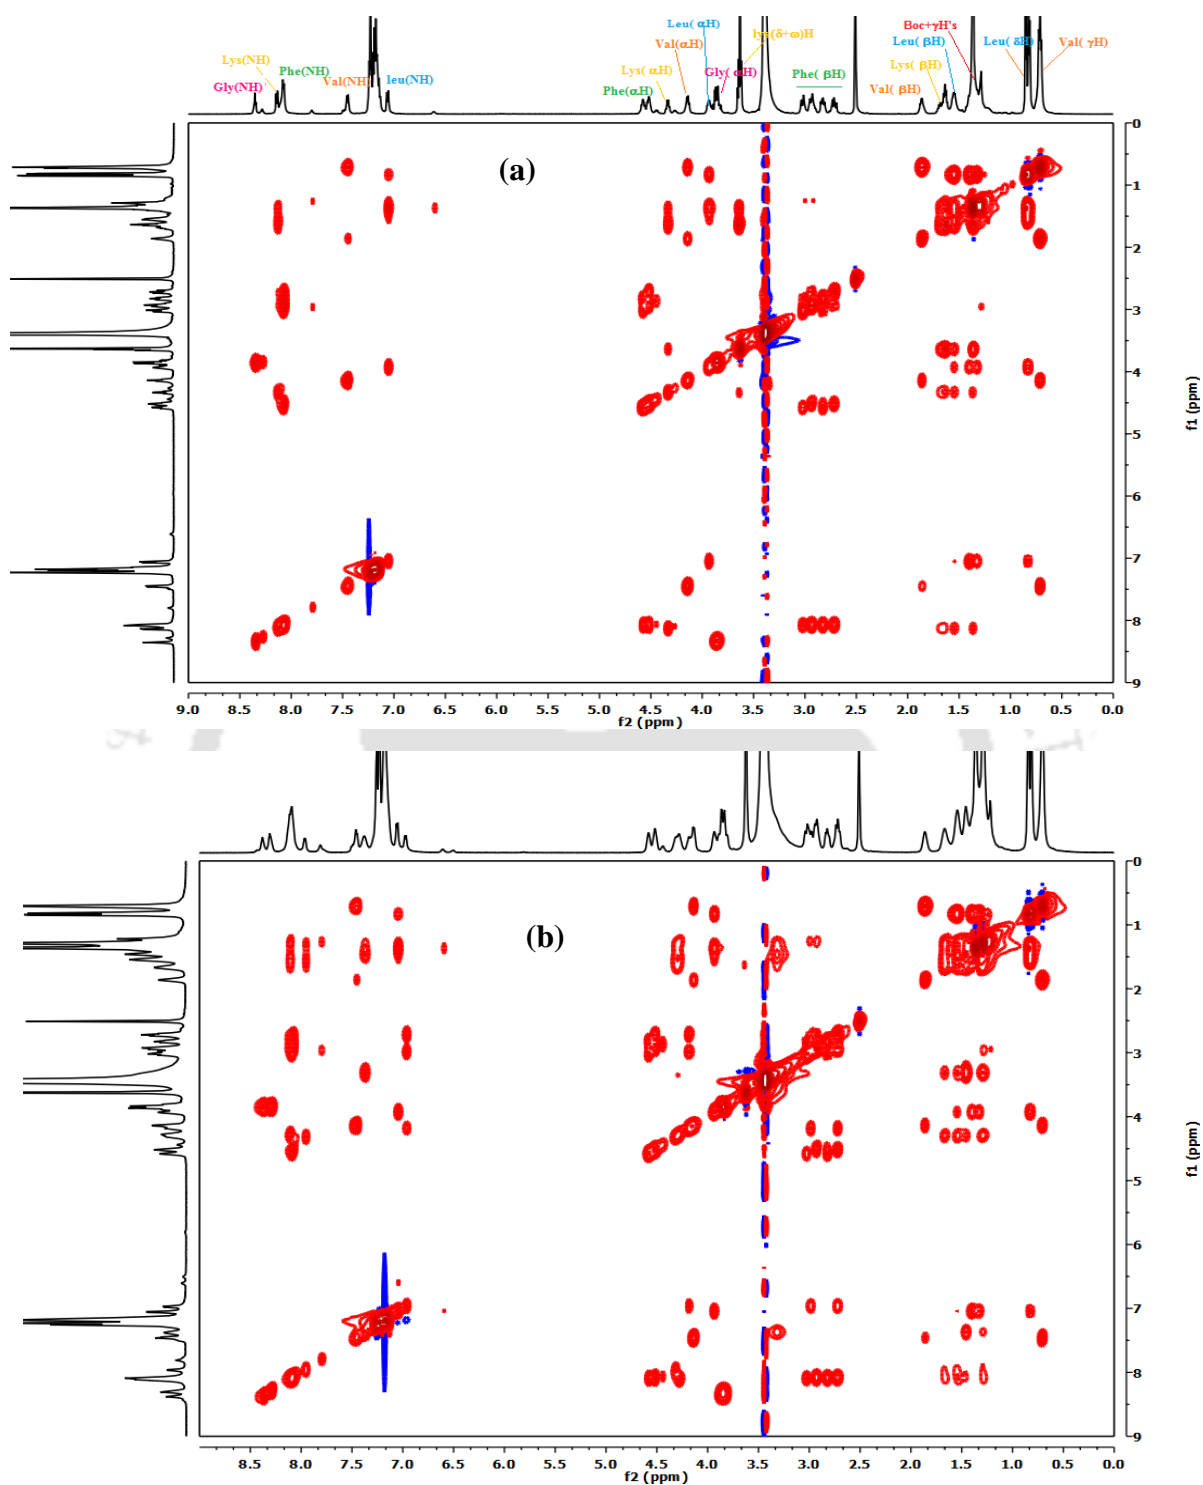 Boc+γH's
Leu( αH) lys(δ+ω)H
Val(αH) Leu( βH) Leu( δH) Val( γH)
Lys(NH) Phe(NH) Val(NH) leu(NH) Lys( αH) Gly( αH) Phe( βH) Lys( βH)
Gly(NH) Phe(αH) Val( βH)
(a)
0
1
2
3
4
5
6
7
8
9
f1 (ppm)
9.0 8.5 8.0 7.5 7.0 6.5 6.0 5.5 5.0 4.5 4.0 3.5 3.0 2.5 2.0 1.5 1.0 0.5 0.0
f2 (ppm)
(b)
0
1
2
3
4
5
6
7
8
9
f1 (ppm)
8.5 8.0 7.5 7.0 6.5 6.0 5.5 5.0 4.5 4.0 3.5 3.0 2.5 2.0 1.5 1.0 0.5 0.0
f2 (ppm)